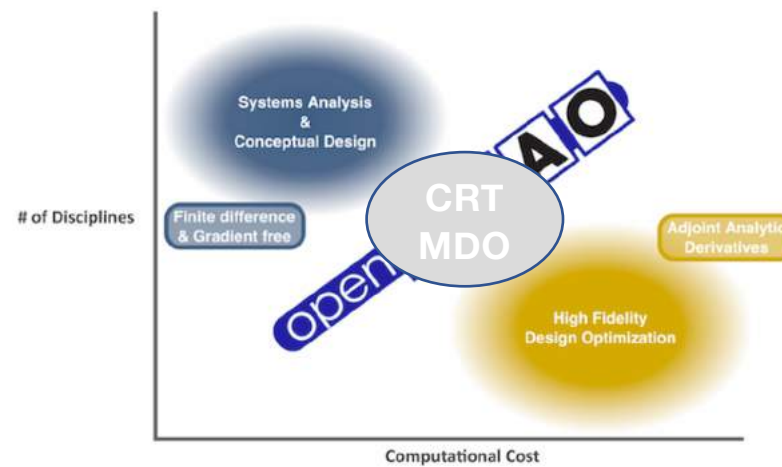 Systems Analysis
&
Conceptual Design
# of Disciplines
Finite difference
& Gradient free
open
AO
CRT
MDO
Adjoint Analytic
Derivatives
High Fidelity
Design Optimization
Computational Cost